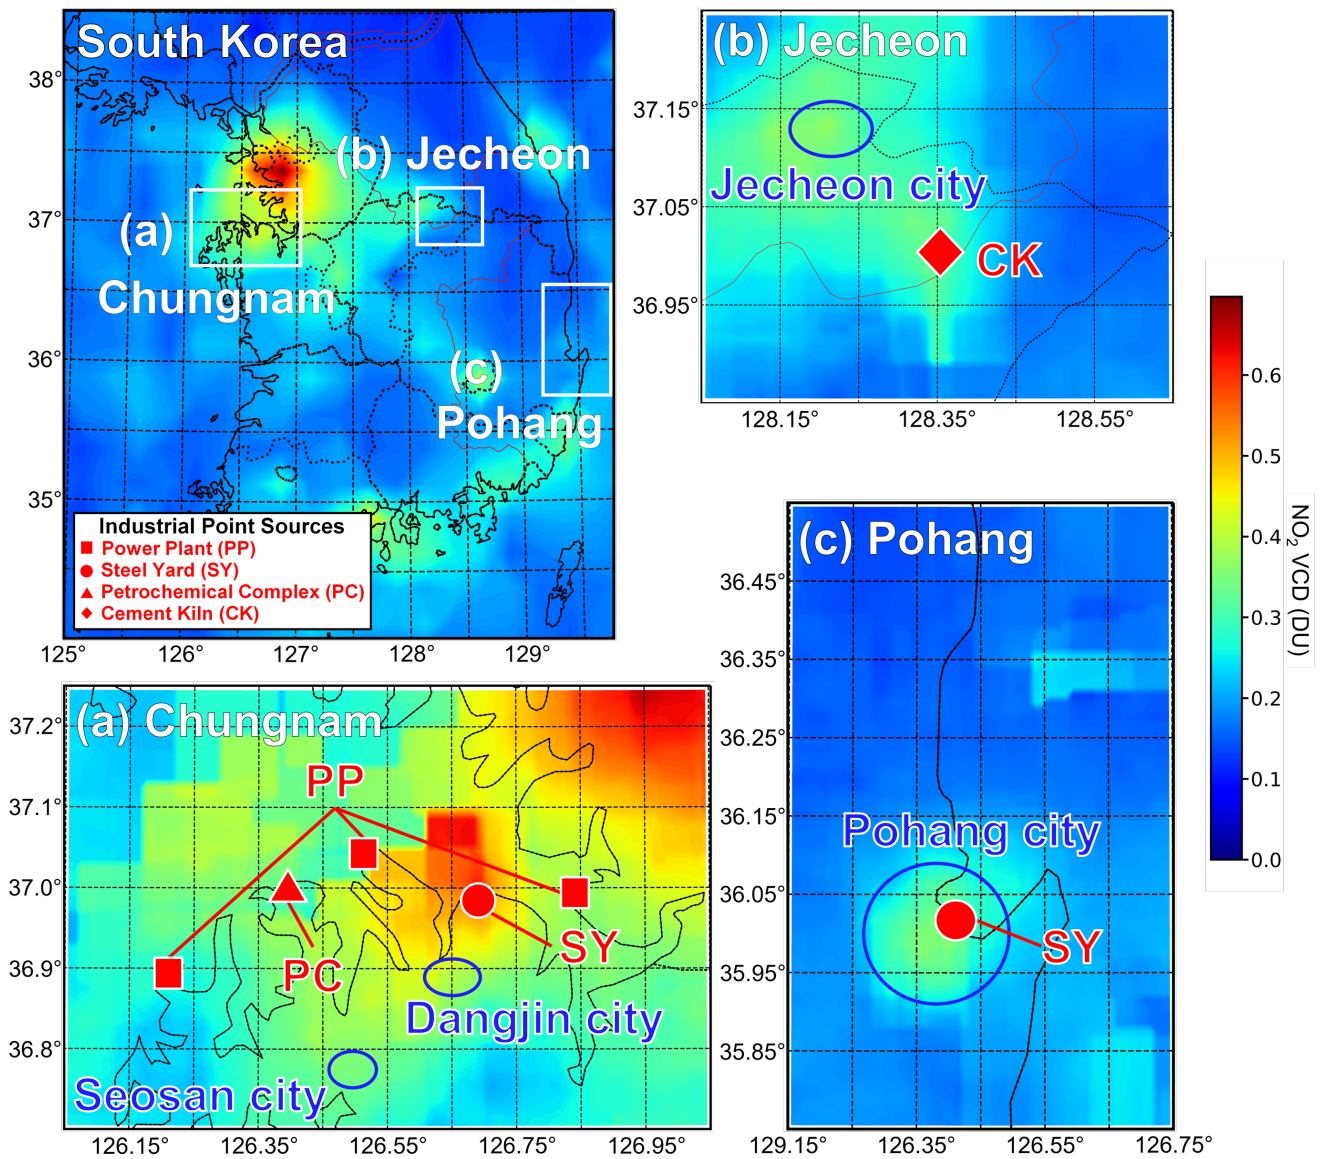 South Korea
38°
37°
36°
35°
125
126
127
128
129
(a)
Chungnam
(b) Jecheon
(c)
Pohang
Industrial Point Sources
Power Plant (PP)
Steel Yard (SY)
Petrochemical Complex (PC)
Cement Kiln (CK)
(b) Jecheon
Jecheon city
CK
37.15°
37.05°
36.95°
128.15°
128.35°
128.55°
(a) Chungnam
PP
PC
SY
Dangjin city
Seosan city
37.2°
37.1°
37.0°
36.9°
36.8°
126.15°
126.35°
126.55°
126.75°
126.95°
(c) Pohang
Pohang city
SY
36.45°
36.35°
36.25°
36.15°
36.05°
35.95°
35.85°
129.15°
126.35°
126.55°
126.75°
0.6
0.5
0.4
0.3
0.2
0.1
0.0
NO₂ VCD (DU)